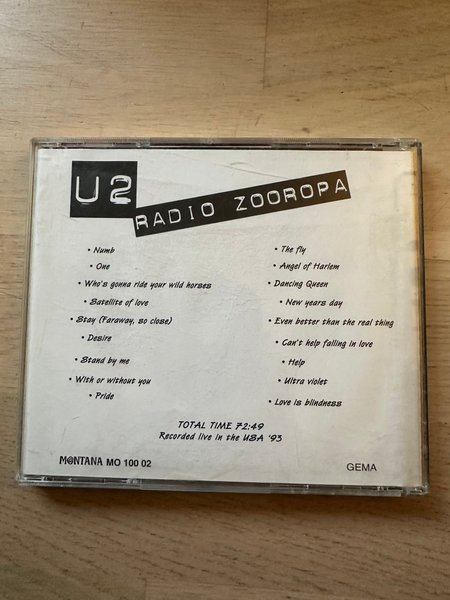 U2
RADIO ZOOROPA
• Numb
• One
• Who's gonna ride your wild horses
• Satellite of love
• Stay (Faraway, so close)
• Desire
• Stand by me
• With or without you
• Pride
• The fly
• Angel of Harlem
• Dancing Queen
• New years day
• Even better than the real thing
• Can't help falling in love
• Help
• Ultra violet
• Love is blindness
TOTAL TIME 72:49
Recorded live in the USA '93
MONTANA MO 100 02
GEMA